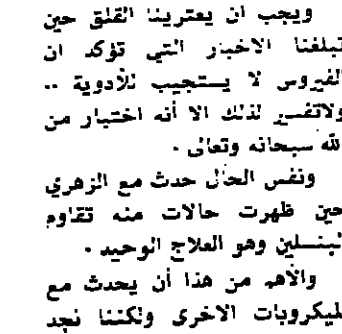 ويجب ان يعترينا القلق حين
تبلغنا الاخبار التي تؤكد ان
الفيروس لا يستجيب للأدوية ..
ولاتفسير لذلك الا أنه اختبار من
الله سبحانه وتعالى .
ونفس الحال حدث مع الزهري
حين ظهرت حالات منه تقاوم
البنسلين وهو العلاج الوحيد .
والأهم من هذا أن يحدث مع
الميكروبات الاخرى ولكننا نجد